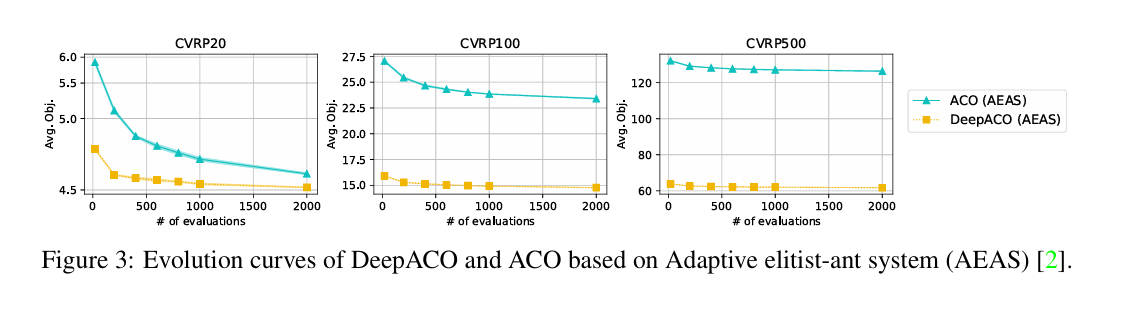 CVRP20
CVRP100
CVRP500
Avg. Obj.
6.0
5.5
5.0
4.5
0
500
1000
1500
2000
# of evaluations
Avg. Obj.
27.5
25.0
22.5
20.0
17.5
15.0
0
500
1000
1500
2000
# of evaluations
Avg. Obj.
120
100
80
60
0
500
1000
1500
2000
# of evaluations
ACO (AEAS)
DeepACO (AEAS)
Figure 3: Evolution curves of DeepACO and ACO based on Adaptive elitist-ant system (AEAS) [2].